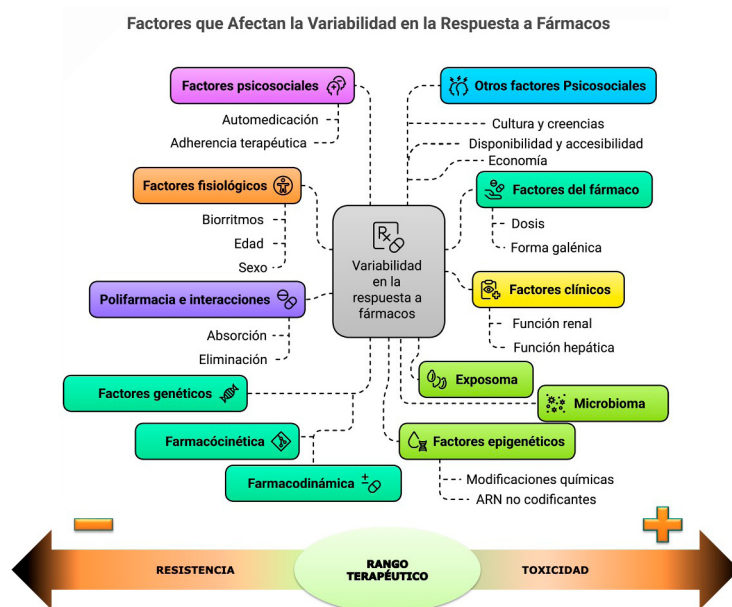 Factores que Afectan la Variabilidad en la Respuesta a Fármacos
Factores psicosociales
Automedicación
Adherencia terapéutica
Otros factores Psicosociales
Cultura y creencias
Disponibilidad y accesibilidad
Economía
Factores fisiológicos
Biorritmos
Edad
Sexo
Factores del fármaco
Dosis
Forma galénica
Rx
Variabilidad
en la
respuesta a
fármacos
Polifarmacia e interacciones
Absorción
Eliminación
Factores clínicos
Función renal
Función hepática
Factores genéticos
Farmacócinética
Farmacodinámica
Exposoma
Microbioma
Factores epigenéticos
Modificaciones químicas
ARN no codificantes
RESISTENCIA
RANGO
TERAPÉUTICO
TOXICIDAD